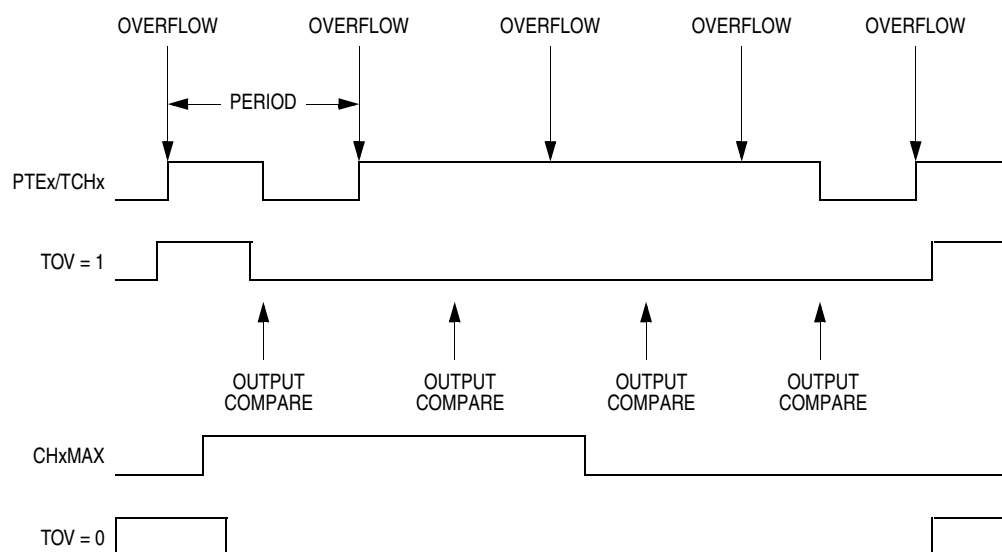 OVERFLOW OVERFLOW OVERFLOW OVERFLOW OVERFLOW
PERIOD
PTEx/TCHx
TOV = 1
OUTPUT OUTPUT OUTPUT OUTPUT
COMPARE COMPARE COMPARE COMPARE
CHxMAX
TOV = 0